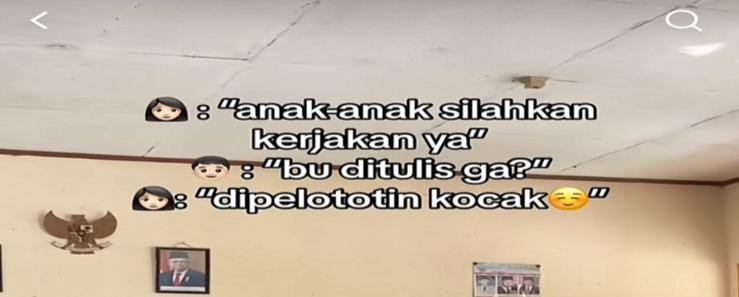 👩🏻: "anak-anak silahkan
kerjakan ya"
👦🏻: "bu ditulis ga?"
👩🏻: "dipelototin kocak☺️"